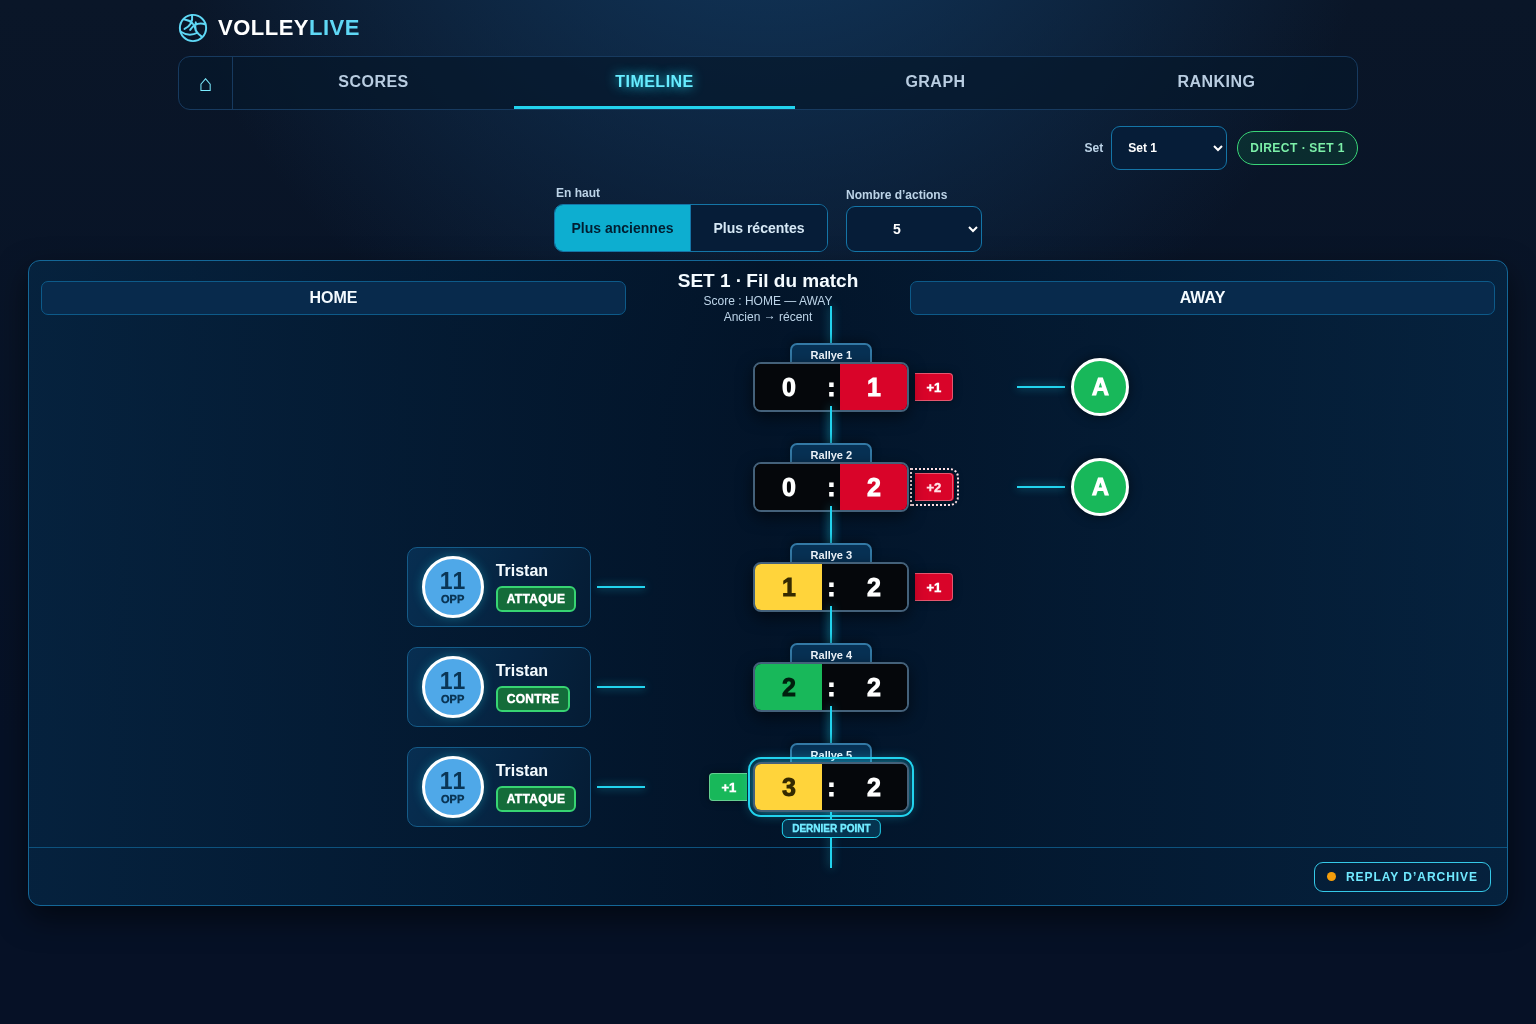 VOLLEYLIVE
SCORES TIMELINE GRAPH RANKING
Set Set 1 DIRECT · SET 1
En haut Nombre d’actions
Plus anciennes Plus récentes 5
SET 1 · Fil du match
HOME AWAY
Score : HOME — AWAY
Ancien → récent
Rallye 1
0 : 1 +1 A
Rallye 2
0 : 2 +2 A
Rallye 3
11 OPP Tristan ATTAQUE 1 : 2 +1
Rallye 4
11 OPP Tristan CONTRE 2 : 2
Rallye 5
11 OPP Tristan ATTAQUE +1 3 : 2
DERNIER POINT
REPLAY D’ARCHIVE